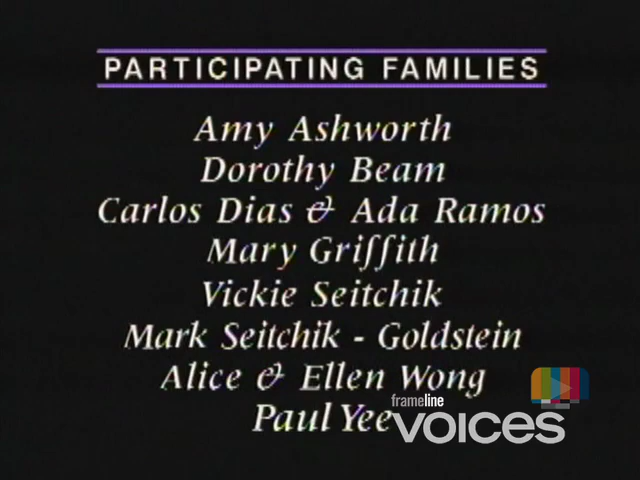 PARTICIPATING FAMILIES
Amy Ashworth
Dorothy Beam
Carlos Dias & Ada Ramos
Mary Griffith
Vickie Seitchik
Mark Seitchik - Goldstein
Alice & Ellen Wong
Paul Yee
frameline
voices